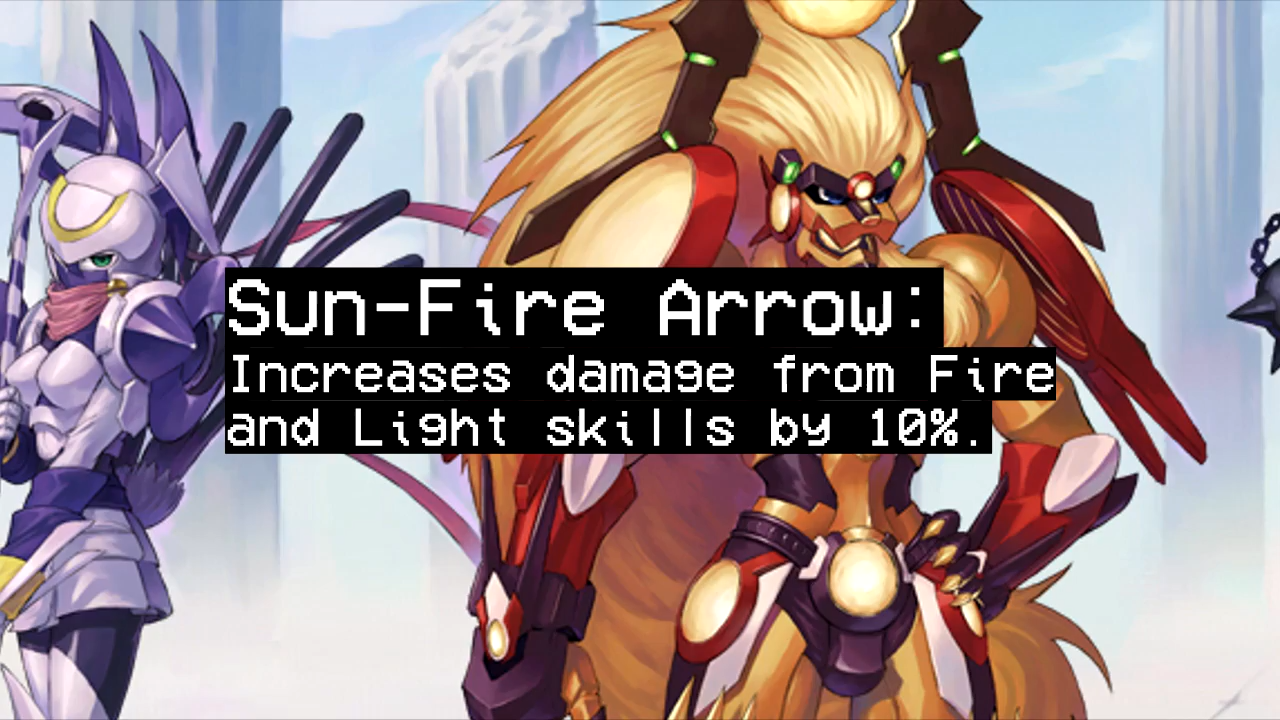 Sun-Fire Arrow:
Increases damage from Fire
and Light skills by 10%.